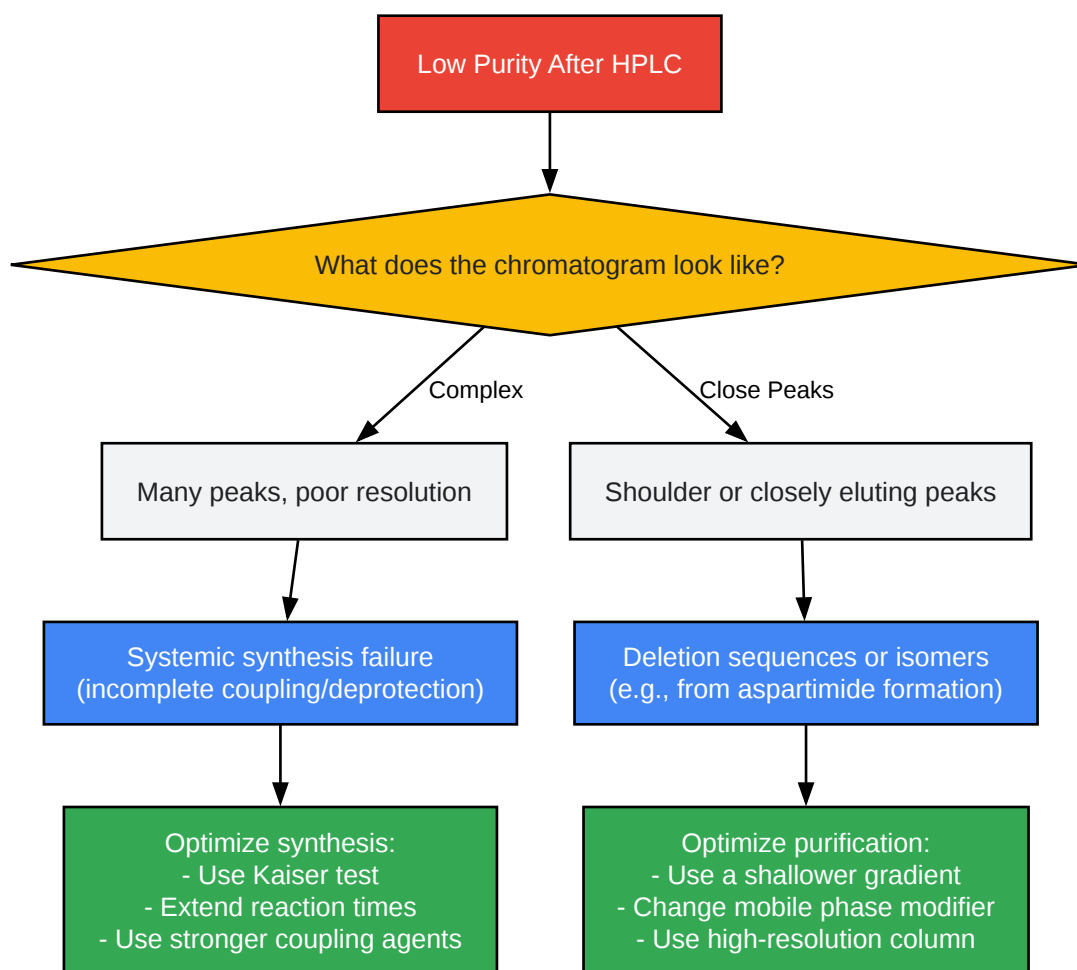 Low Purity After HPLC
What does the chromatogram look like?
Complex
Close Peaks
Many peaks, poor resolution
Shoulder or closely eluting peaks
Systemic synthesis failure
(incomplete coupling/deprotection)
Deletion sequences or isomers
(e.g., from aspartimide formation)
Optimize synthesis:
- Use Kaiser test
- Extend reaction times
- Use stronger coupling agents
Optimize purification:
- Use a shallower gradient
- Change mobile phase modifier
- Use high-resolution column